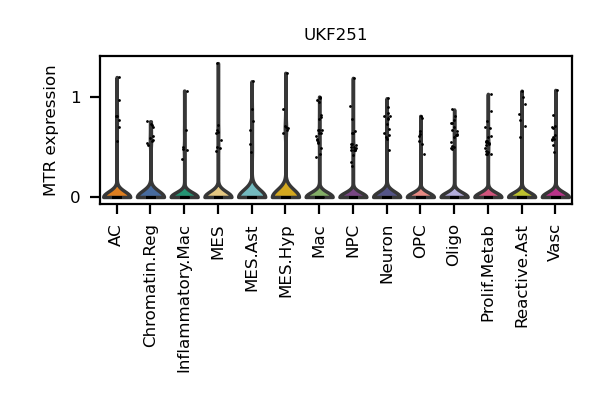 UKF251
MTR expression
1
0
AC
Chromatin.Reg
Inflammatory.Mac
MES
MES.Ast
MES.Hyp
Mac
NPC
Neuron
OPC
Oligo
Prolif.Metab
Reactive.Ast
Vasc